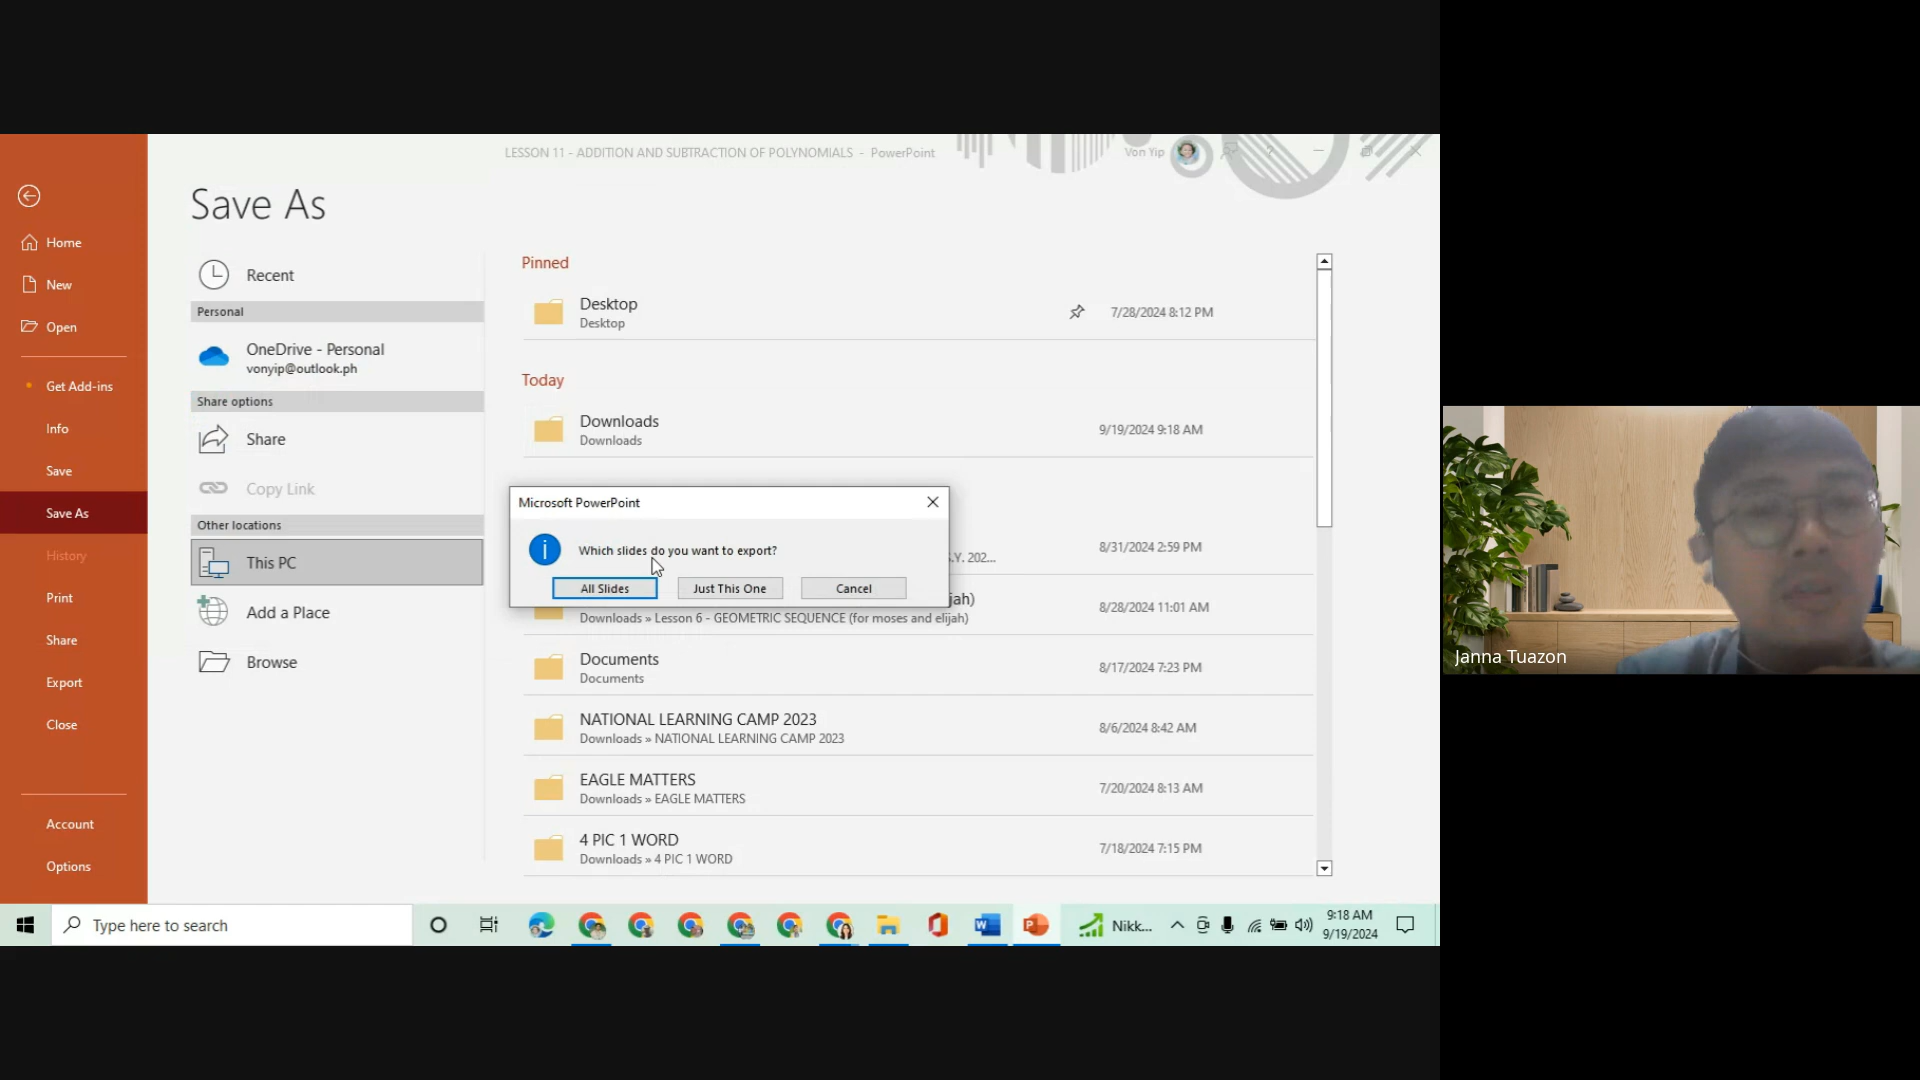 LESSON 11 - ADDITION AND SUBTRACTION OF POLYNOMIALS - PowerPoint
Von Yip
Save As
Home
New
Open
Get Add-ins
Info
Save
Save As
History
Print
Share
Export
Close
Account
Options
Recent
Personal
OneDrive - Personal
vonyip@outlook.ph
Share options
Share
Copy Link
Other locations
This PC
Add a Place
Browse
Pinned
Desktop
Desktop
7/28/2024 8:12 PM
Today
Downloads
Downloads
9/19/2024 9:18 AM
.Y. 202...
8/31/2024 2:59 PM
jah)
Downloads » Lesson 6 - GEOMETRIC SEQUENCE (for moses and elijah)
8/28/2024 11:01 AM
Documents
Documents
8/17/2024 7:23 PM
NATIONAL LEARNING CAMP 2023
Downloads » NATIONAL LEARNING CAMP 2023
8/6/2024 8:42 AM
EAGLE MATTERS
Downloads » EAGLE MATTERS
7/20/2024 8:13 AM
4 PIC 1 WORD
Downloads » 4 PIC 1 WORD
7/18/2024 7:15 PM
Microsoft PowerPoint
Which slides do you want to export?
All Slides
Just This One
Cancel
Type here to search
Nikk...
9:18 AM
9/19/2024
Janna Tuazon